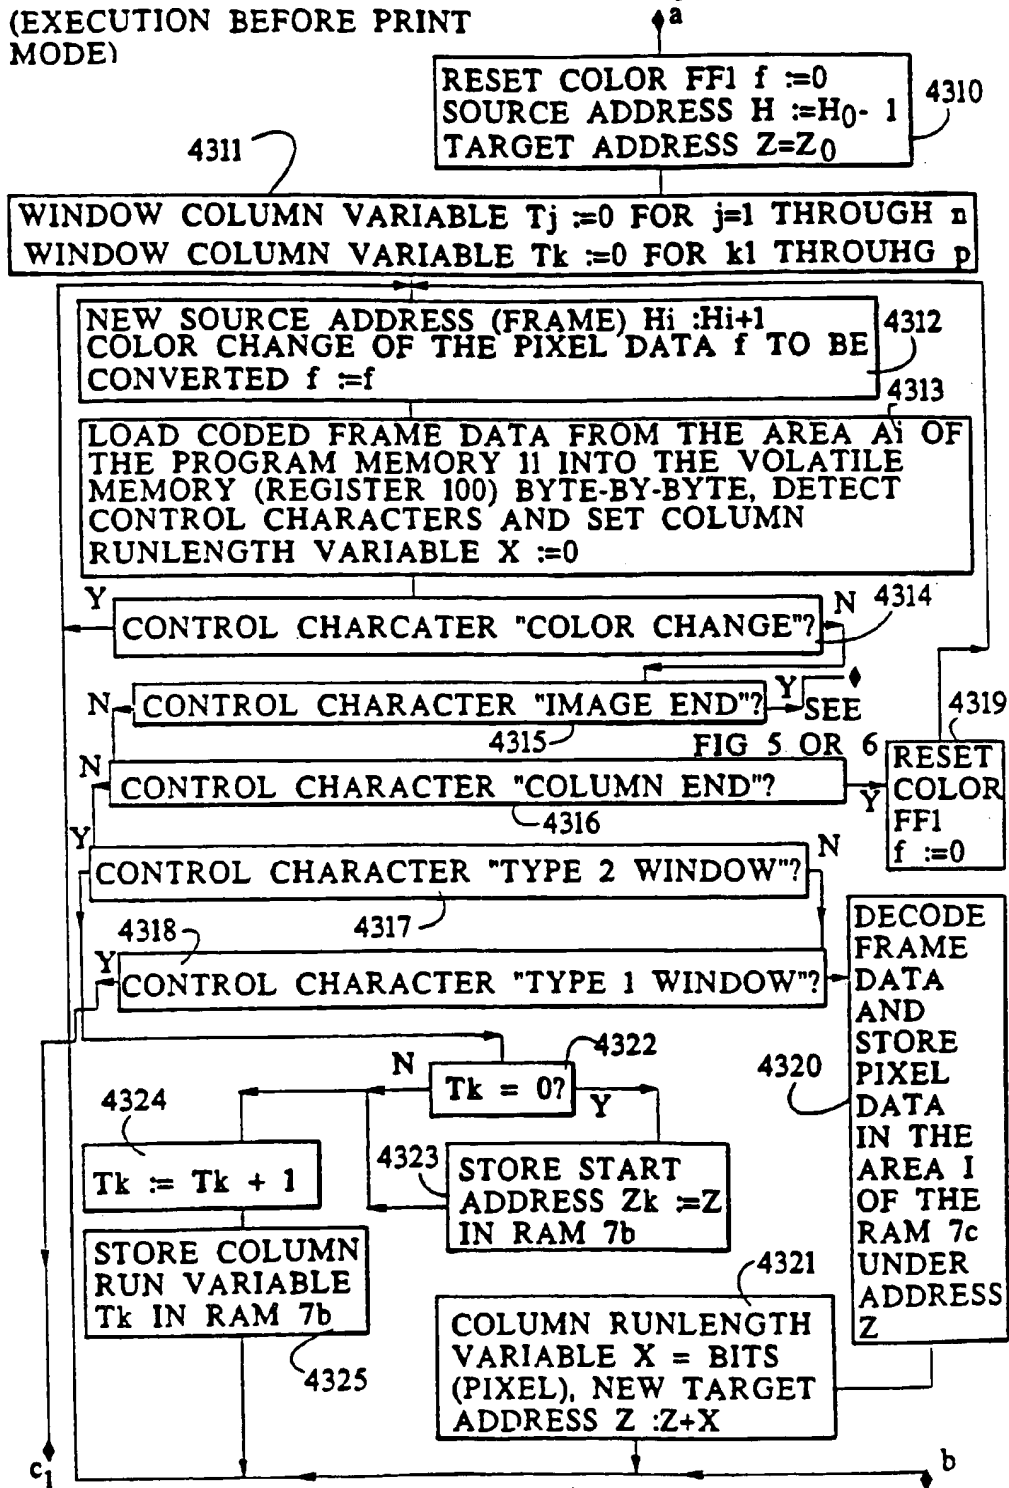 (EXECUTION BEFORE PRINT
MODE)
a
RESET COLOR FF1 f :=0
SOURCE ADDRESS H :=H0- 1
TARGET ADDRESS Z=Z0
4310
4311
WINDOW COLUMN VARIABLE Tj :=0 FOR j=1 THROUGH n
WINDOW COLUMN VARIABLE Tk :=0 FOR k1 THROUHG p
NEW SOURCE ADDRESS (FRAME) Hi :Hi+1
COLOR CHANGE OF THE PIXEL DATA f TO BE
CONVERTED f :=f
4312
4313
LOAD CODED FRAME DATA FROM THE AREA Ai OF
THE PROGRAM MEMORY 11 INTO THE VOLATILE
MEMORY (REGISTER 100) BYTE-BY-BYTE, DETECT
CONTROL CHARACTERS AND SET COLUMN
RUNLENGTH VARIABLE X :=0
Y
CONTROL CHARCATER "COLOR CHANGE"?
N
4314
N
CONTROL CHARACTER "IMAGE END"?
Y
SEE
FIG 5 OR 6
4315
N
CONTROL CHARACTER "COLUMN END"?
Y
4316
4319
RESET
COLOR
FF1
f :=0
Y
CONTROL CHARACTER "TYPE 2 WINDOW"?
N
4317
4318
Y
CONTROL CHARACTER "TYPE 1 WINDOW"?
DECODE
FRAME
DATA
AND
STORE
PIXEL
DATA
IN THE
AREA I
OF THE
RAM 7c
UNDER
ADDRESS
Z
4320
4322
N
Tk = 0?
Y
4324
Tk := Tk + 1
4323
STORE START
ADDRESS Zk :=Z
IN RAM 7b
STORE COLUMN
RUN VARIABLE
Tk IN RAM 7b
4325
4321
COLUMN RUNLENGTH
VARIABLE X = BITS
(PIXEL), NEW TARGET
ADDRESS Z :Z+X
c1
b